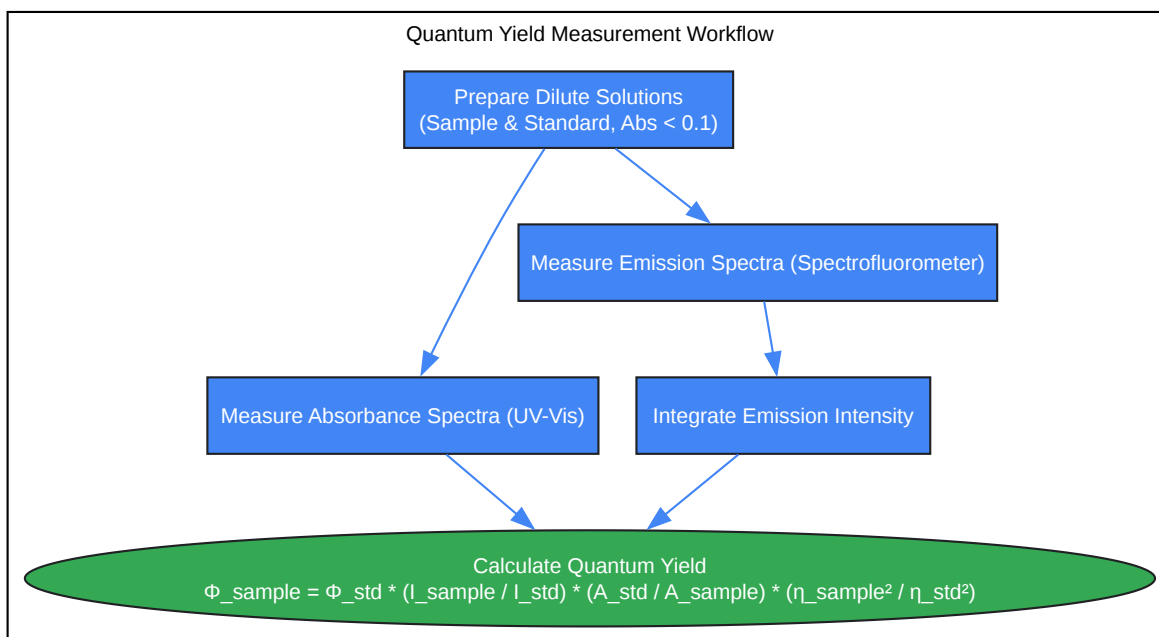 Quantum Yield Measurement Workflow
Prepare Dilute Solutions
(Sample & Standard, Abs < 0.1)
Measure Emission Spectra (Spectrofluorometer)
Measure Absorbance Spectra (UV-Vis)
Integrate Emission Intensity
Calculate Quantum Yield
Φ_sample = Φ_std * (I_sample / I_std) * (A_std / A_sample) * (η_sample² / η_std²)